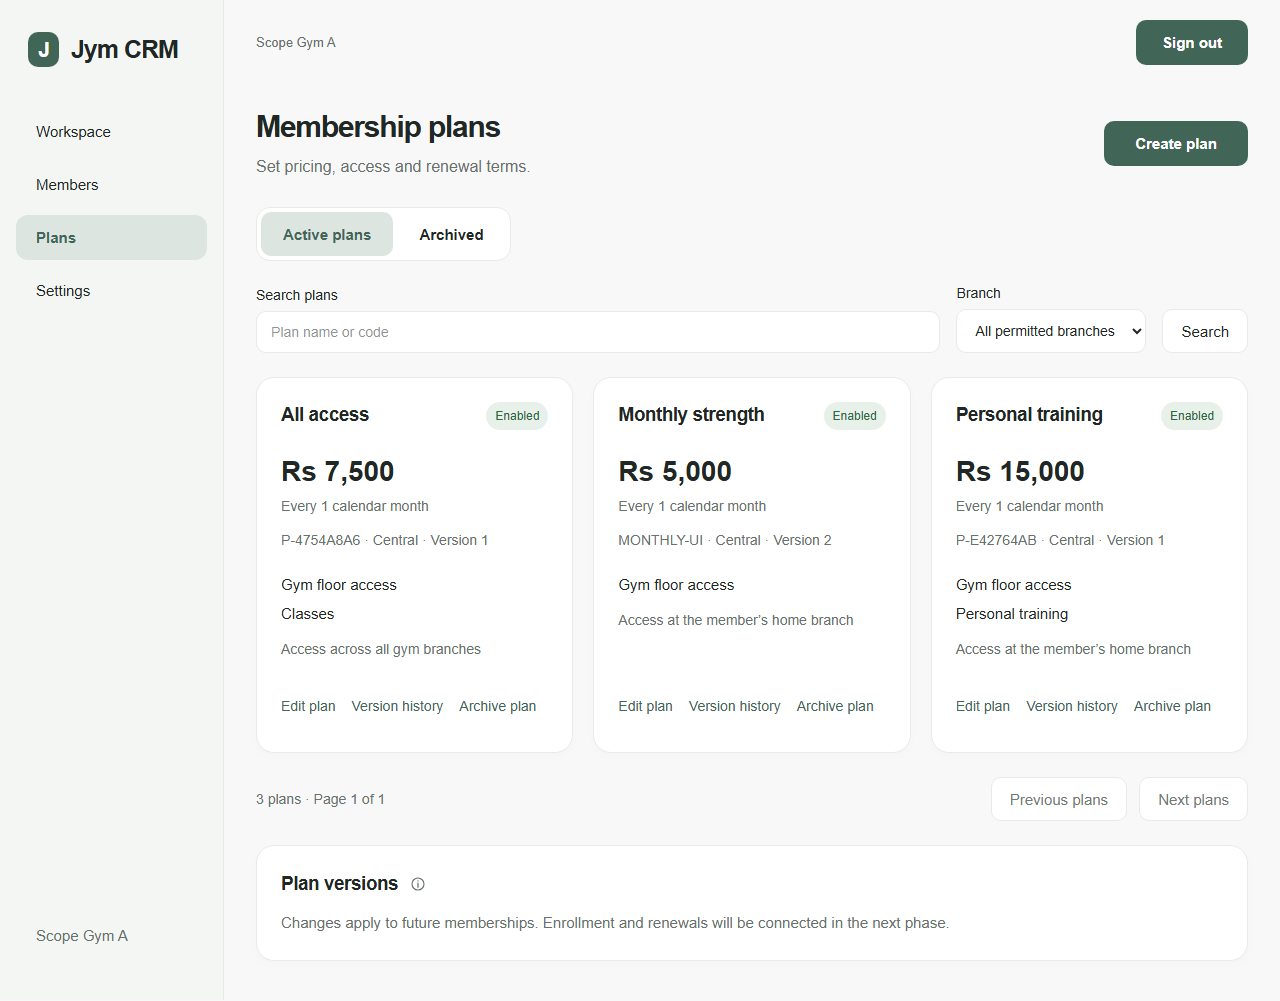 J Jym CRM
Workspace
Members
Plans
Settings
Scope Gym A
Scope Gym A
Sign out
Membership plans
Set pricing, access and renewal terms.
Create plan
Active plans Archived
Search plans
Plan name or code
Branch
All permitted branches
Search
All access Enabled
Rs 7,500
Every 1 calendar month
P-4754A8A6 · Central · Version 1
Gym floor access
Classes
Access across all gym branches
Edit plan Version history Archive plan
Monthly strength Enabled
Rs 5,000
Every 1 calendar month
MONTHLY-UI · Central · Version 2
Gym floor access
Access at the member's home branch
Edit plan Version history Archive plan
Personal training Enabled
Rs 15,000
Every 1 calendar month
P-E42764AB · Central · Version 1
Gym floor access
Personal training
Access at the member's home branch
Edit plan Version history Archive plan
3 plans · Page 1 of 1
Previous plans Next plans
Plan versions
Changes apply to future memberships. Enrollment and renewals will be connected in the next phase.